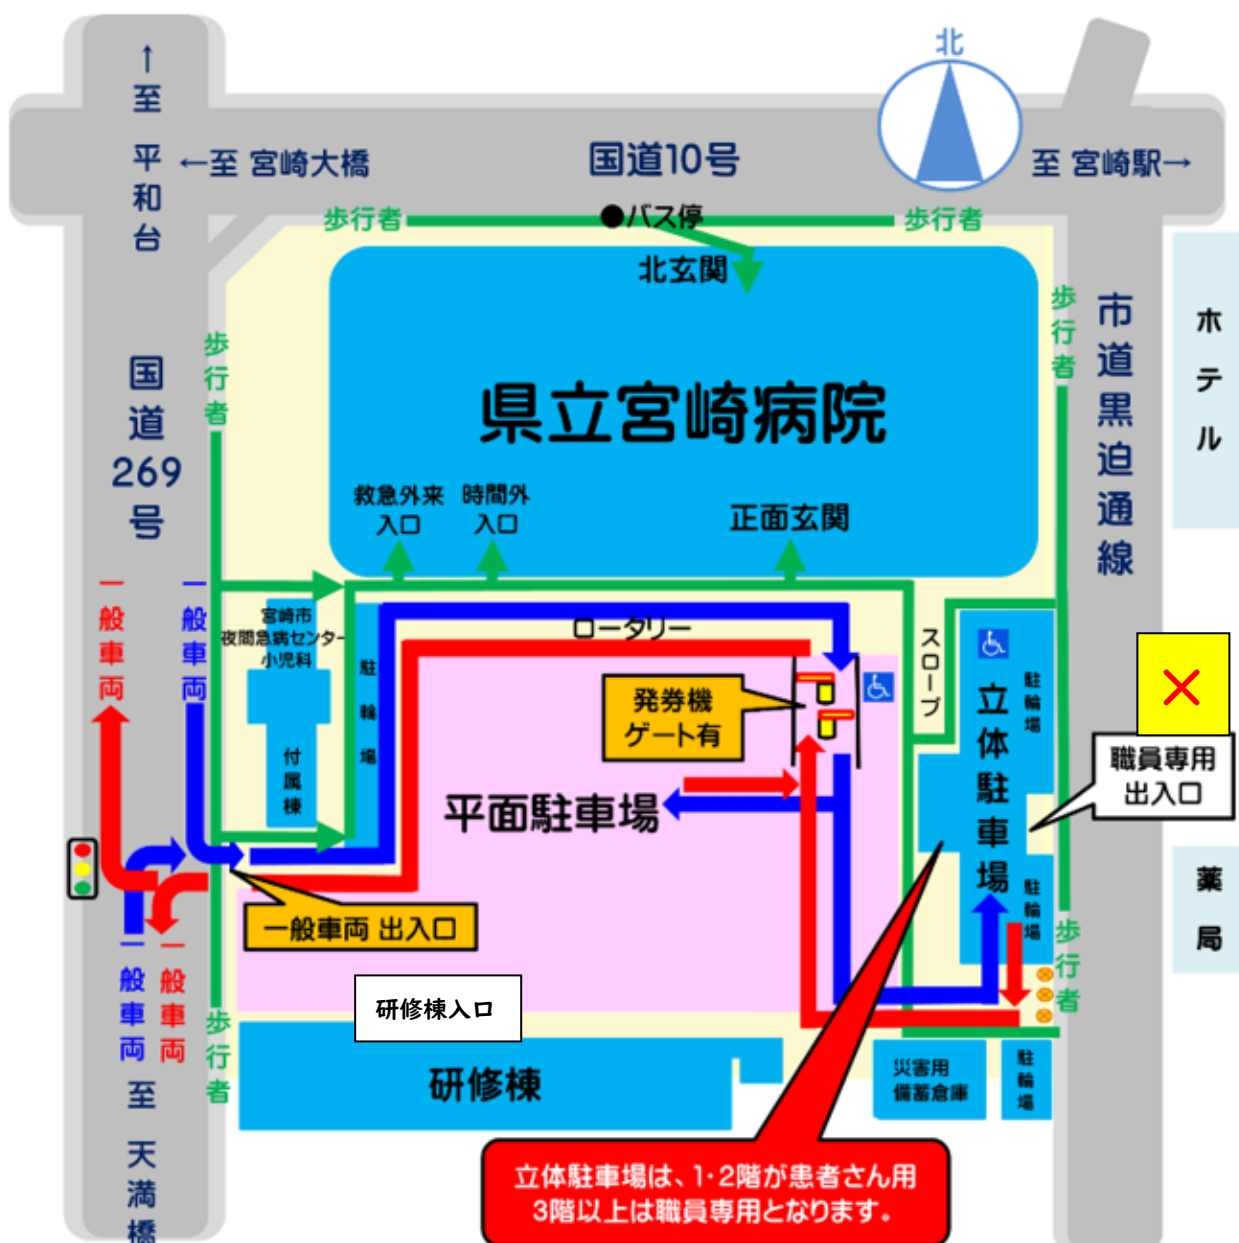 北
↑至 平和台
←至 宮崎大橋
国道10号
至 宮崎駅→
歩行者
●バス停
歩行者
北玄関
国道269号
歩行者
県立宮崎病院
歩行者
市道黒迫通線
ホテル
救急外来
入口
時間外
入口
正面玄関
一般車両
一般車両
宮崎市
夜間急病センター
小児科
付属棟
駐輪場
ロータリー
発券機
ゲート有
スロープ
立体駐車場
駐輪場
職員専用
出入口
平面駐車場
駐輪場
薬局
一般車両 出入口
一般車両
一般車両
歩行者
歩行者
研修棟入口
研修棟
災害用
備蓄倉庫
駐輪場
至 天満橋
立体駐車場は、1・2階が患者さん用
3階以上は職員専用となります。